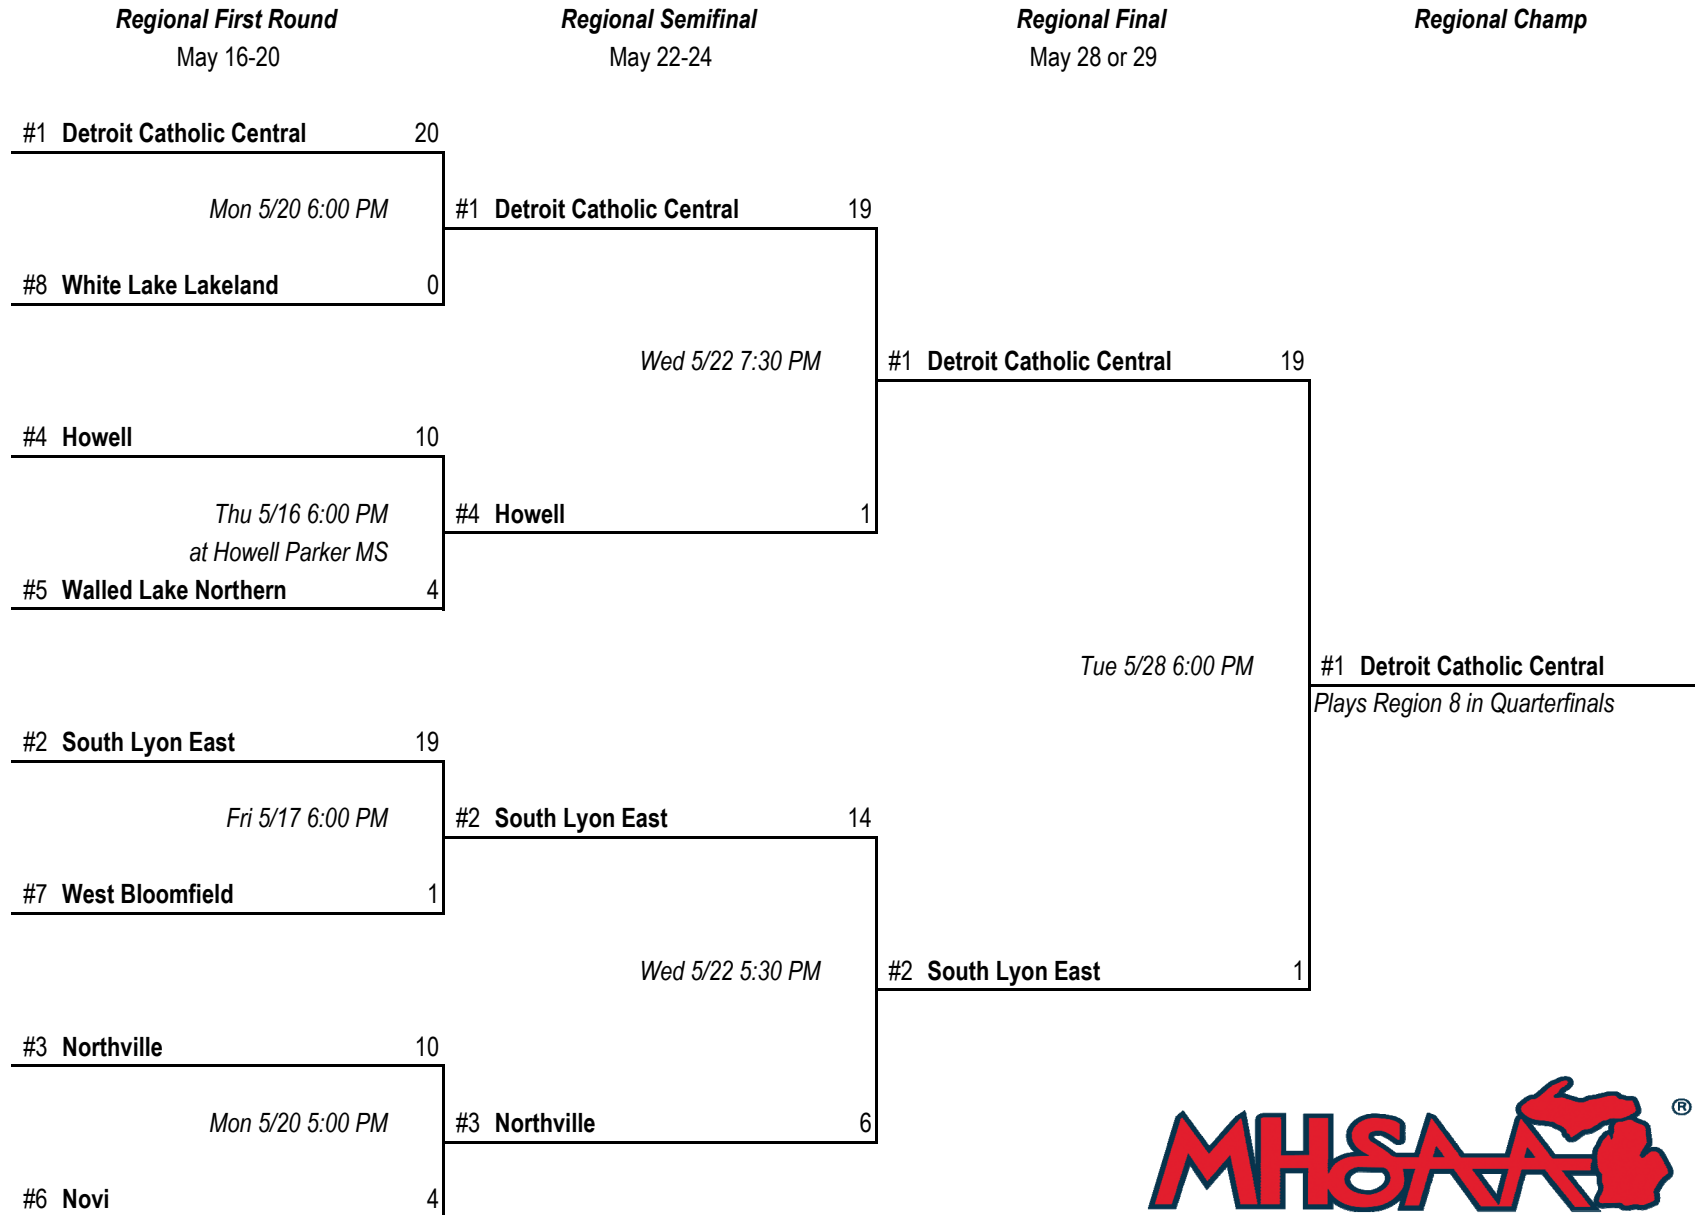 Regional First Round Regional Semifinal Regional Final Regional Champ
May 16-20 May 22-24 May 28 or 29
#1 Detroit Catholic Central 20
Mon 5/20 6:00 PM #1 Detroit Catholic Central 19
#8 White Lake Lakeland 0
Wed 5/22 7:30 PM #1 Detroit Catholic Central 19
#4 Howell 10
Thu 5/16 6:00 PM #4 Howell 1
at Howell Parker MS
#5 Walled Lake Northern 4
Tue 5/28 6:00 PM #1 Detroit Catholic Central
Plays Region 8 in Quarterfinals
#2 South Lyon East 19
Fri 5/17 6:00 PM #2 South Lyon East 14
#7 West Bloomfield 1
Wed 5/22 5:30 PM #2 South Lyon East 1
#3 Northville 10
Mon 5/20 5:00 PM #3 Northville 6
#6 Novi 4
MHSAA ®